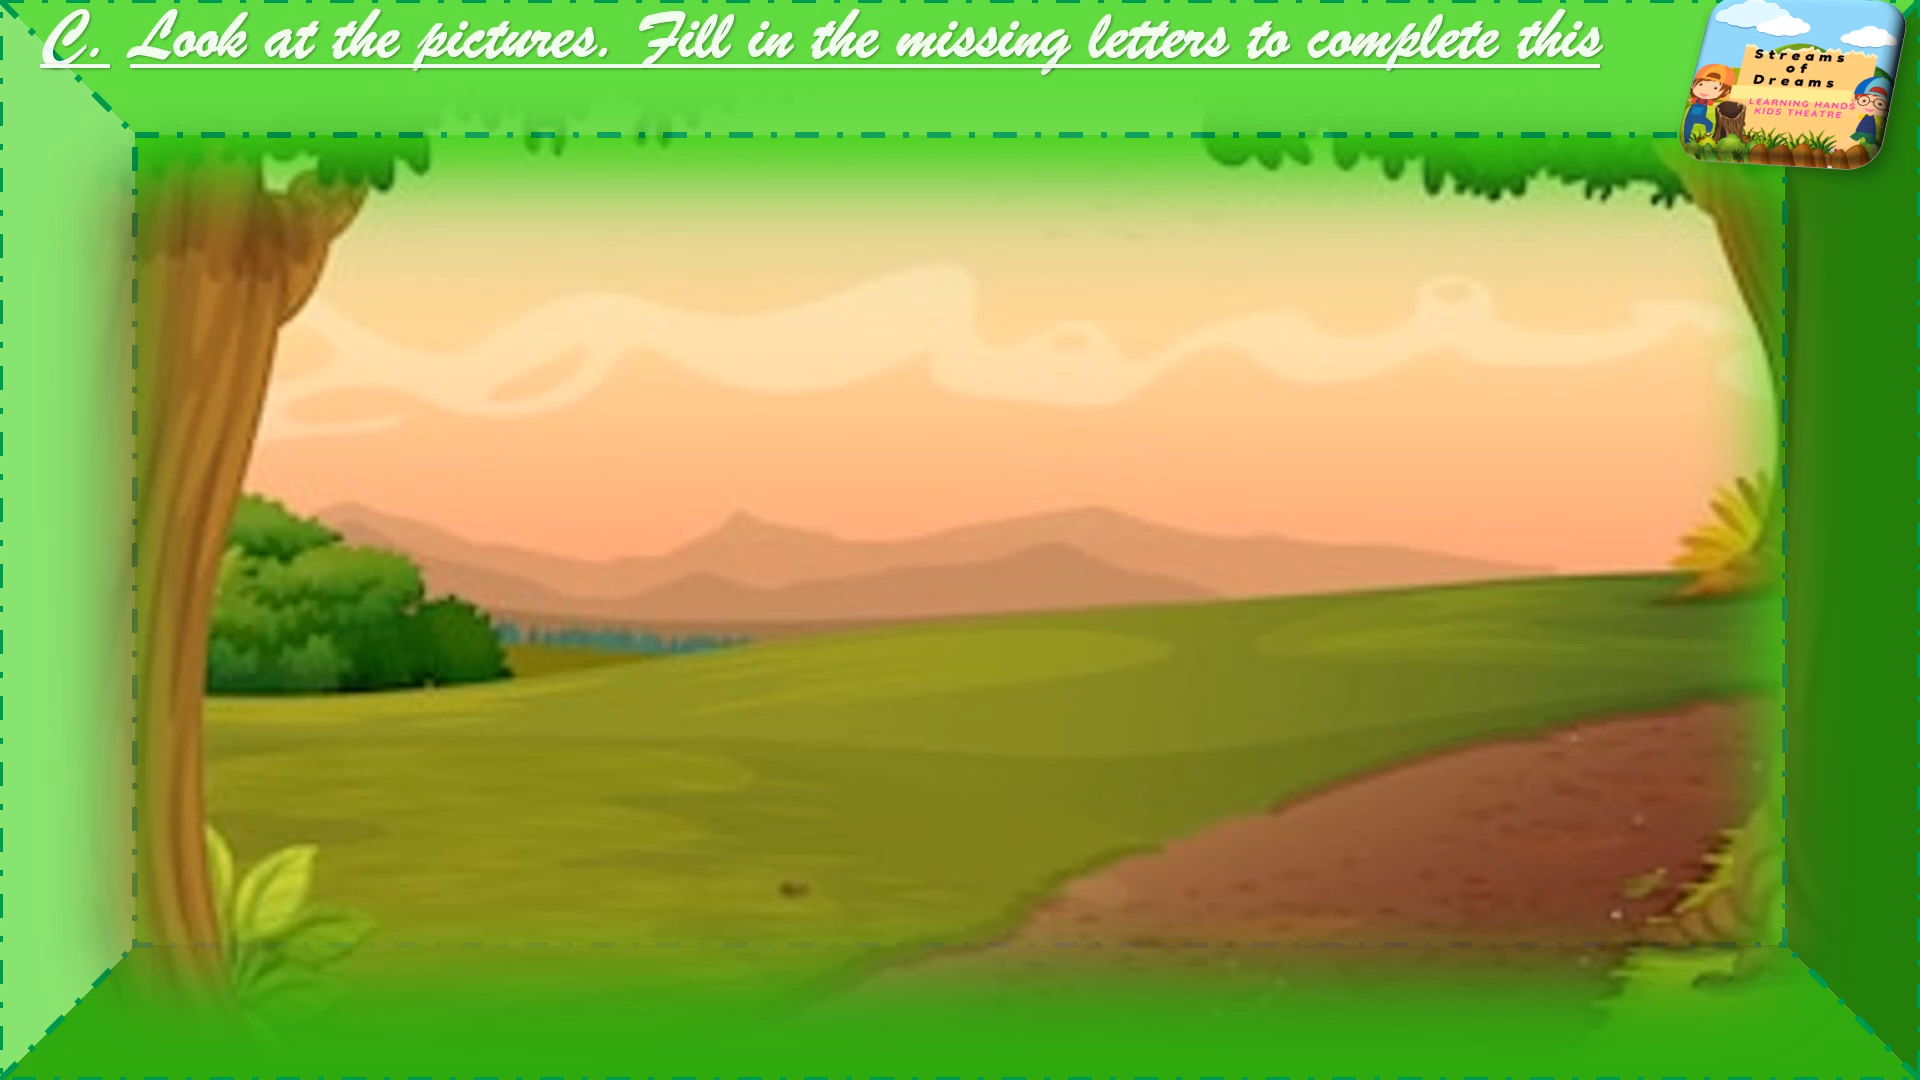 C. Look at the pictures. Fill in the missing letters to complete this
Streams
of
Dreams
LEARNING HANDS
KIDS THEATRE